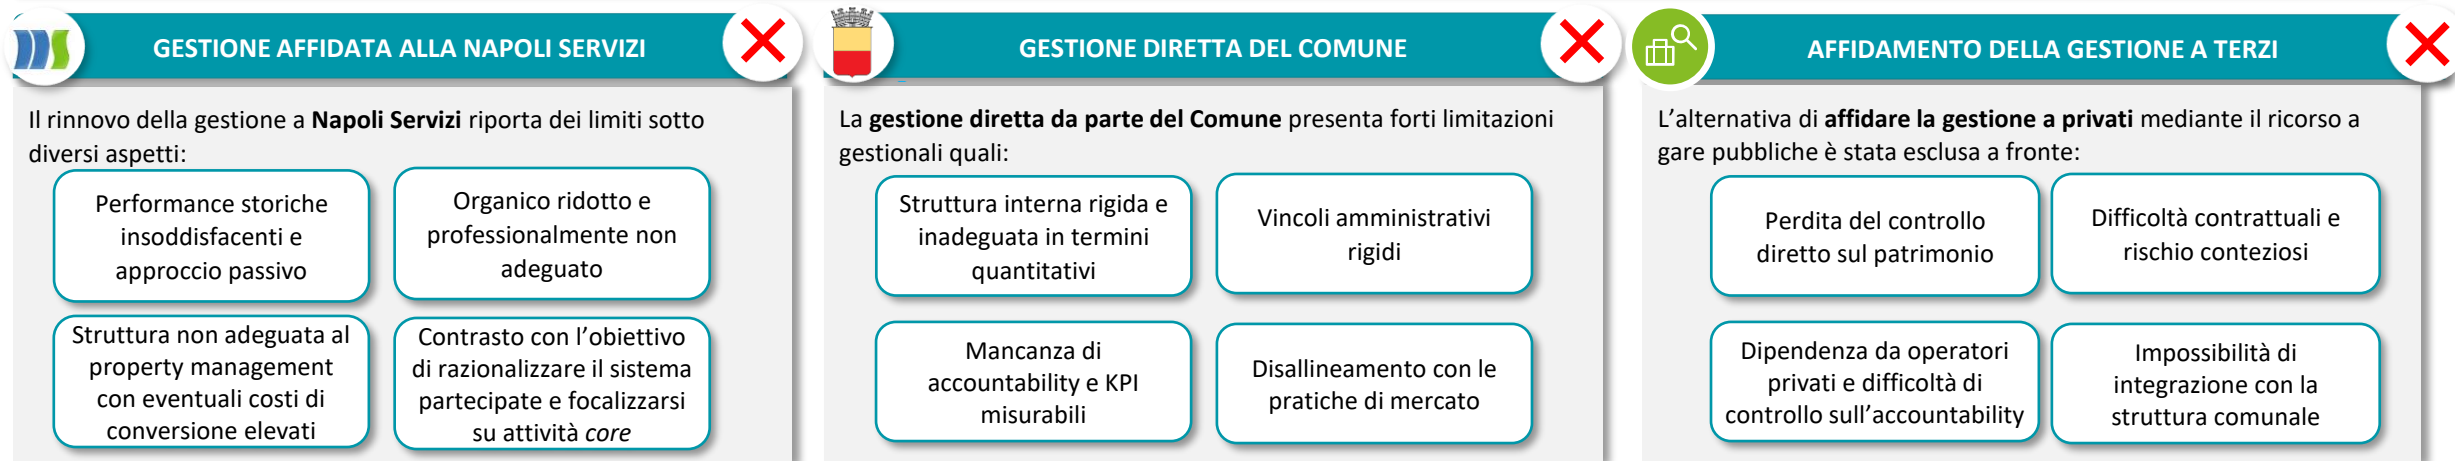 GESTIONE AFFIDATA ALLA NAPOLI SERVIZI
Il rinnovo della gestione a Napoli Servizi riporta dei limiti sotto
diversi aspetti:
Performance storiche
insoddisfacenti e
approccio passivo
Organico ridotto e
professionalmente non
adeguato
Struttura non adeguata al
property management
con eventuali costi di
conversione elevati
Contrasto con l'obiettivo
di razionalizzare il sistema
partecipate e focalizzarsi
su attività core
GESTIONE DIRETTA DEL COMUNE
La gestione diretta da parte del Comune presenta forti limitazioni
gestionali quali:
Struttura interna rigida e
inadeguata in termini
quantitativi
Vincoli amministrativi
rigidi
Mancanza di
accountability e KPI
misurabili
Disallineamento con le
pratiche di mercato
AFFIDAMENTO DELLA GESTIONE A TERZI
L'alternativa di affidare la gestione a privati mediante il ricorso a
gare pubbliche è stata esclusa a fronte:
Perdita del controllo
diretto sul patrimonio
Difficoltà contrattuali e
rischio conteziosi
Dipendenza da operatori
privati e difficoltà di
controllo sull'accountability
Impossibilità di
integrazione con la
struttura comunale